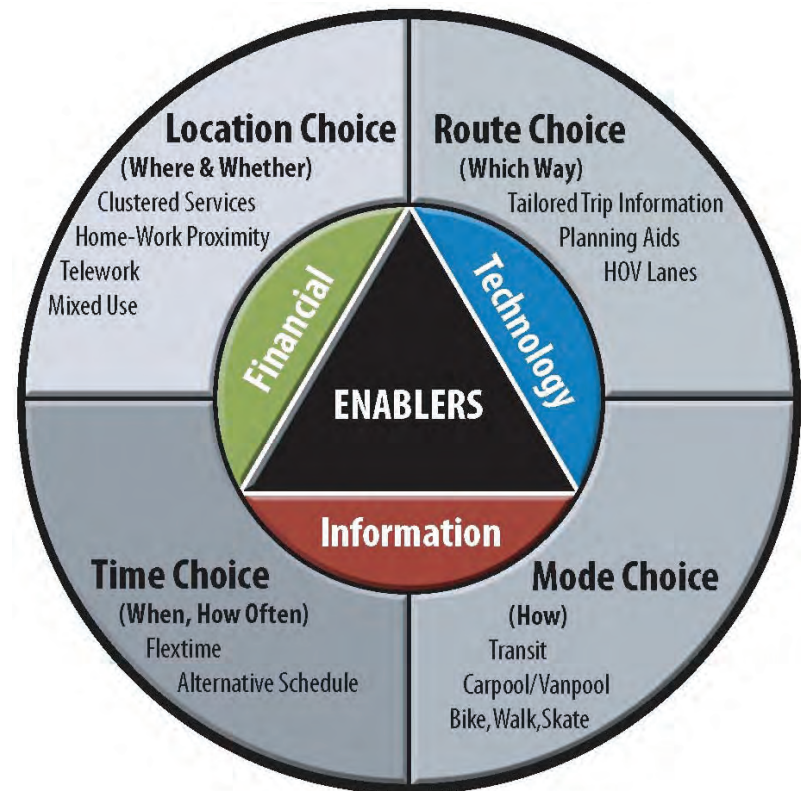 Location Choice
(Where & Whether)
Clustered Services
Home-Work Proximity
Telework
Mixed Use
Route Choice
(Which Way)
Tailored Trip Information
Planning Aids
HOV Lanes
Financial
Technology
ENABLERS
Information
Time Choice
(When, How Often)
Flextime
Alternative Schedule
Mode Choice
(How)
Transit
Carpool/Vanpool
Bike,Walk,Skate